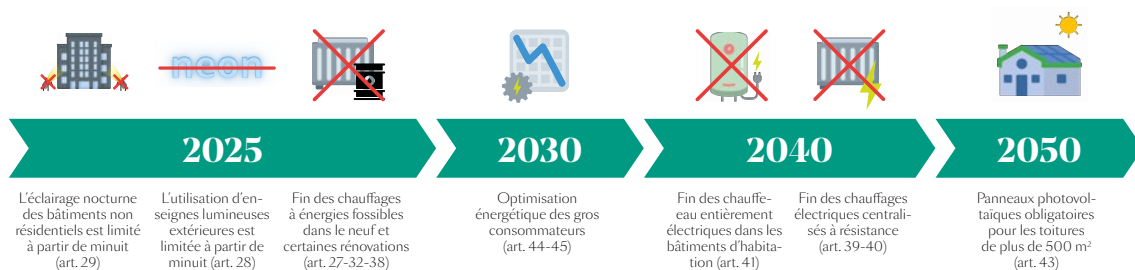 neon
2025
2030
2040
2050
L'éclairage nocturne
des bâtiments non
résidentiels est limité
à partir de minuit
(art. 29)
L'utilisation d'en-
seignes lumineuses
extérieures est
limitée à partir de
minuit (art. 28)
Fin des chauffages
à énergies fossibles
dans le neuf et
certaines rénovations
(art. 27-32-38)
Optimisation
énergétique des gros
consommateurs
(art. 44-45)
Fin des chauffe-
eau entièrement
électriques dans les
bâtiments d'habita-
tion (art. 41)
Fin des chauffages
électriques centrali-
sés à résistance
(art. 39-40)
Panneaux photovol-
taïques obligatoires
pour les toitures
de plus de 500 m²
(art. 43)